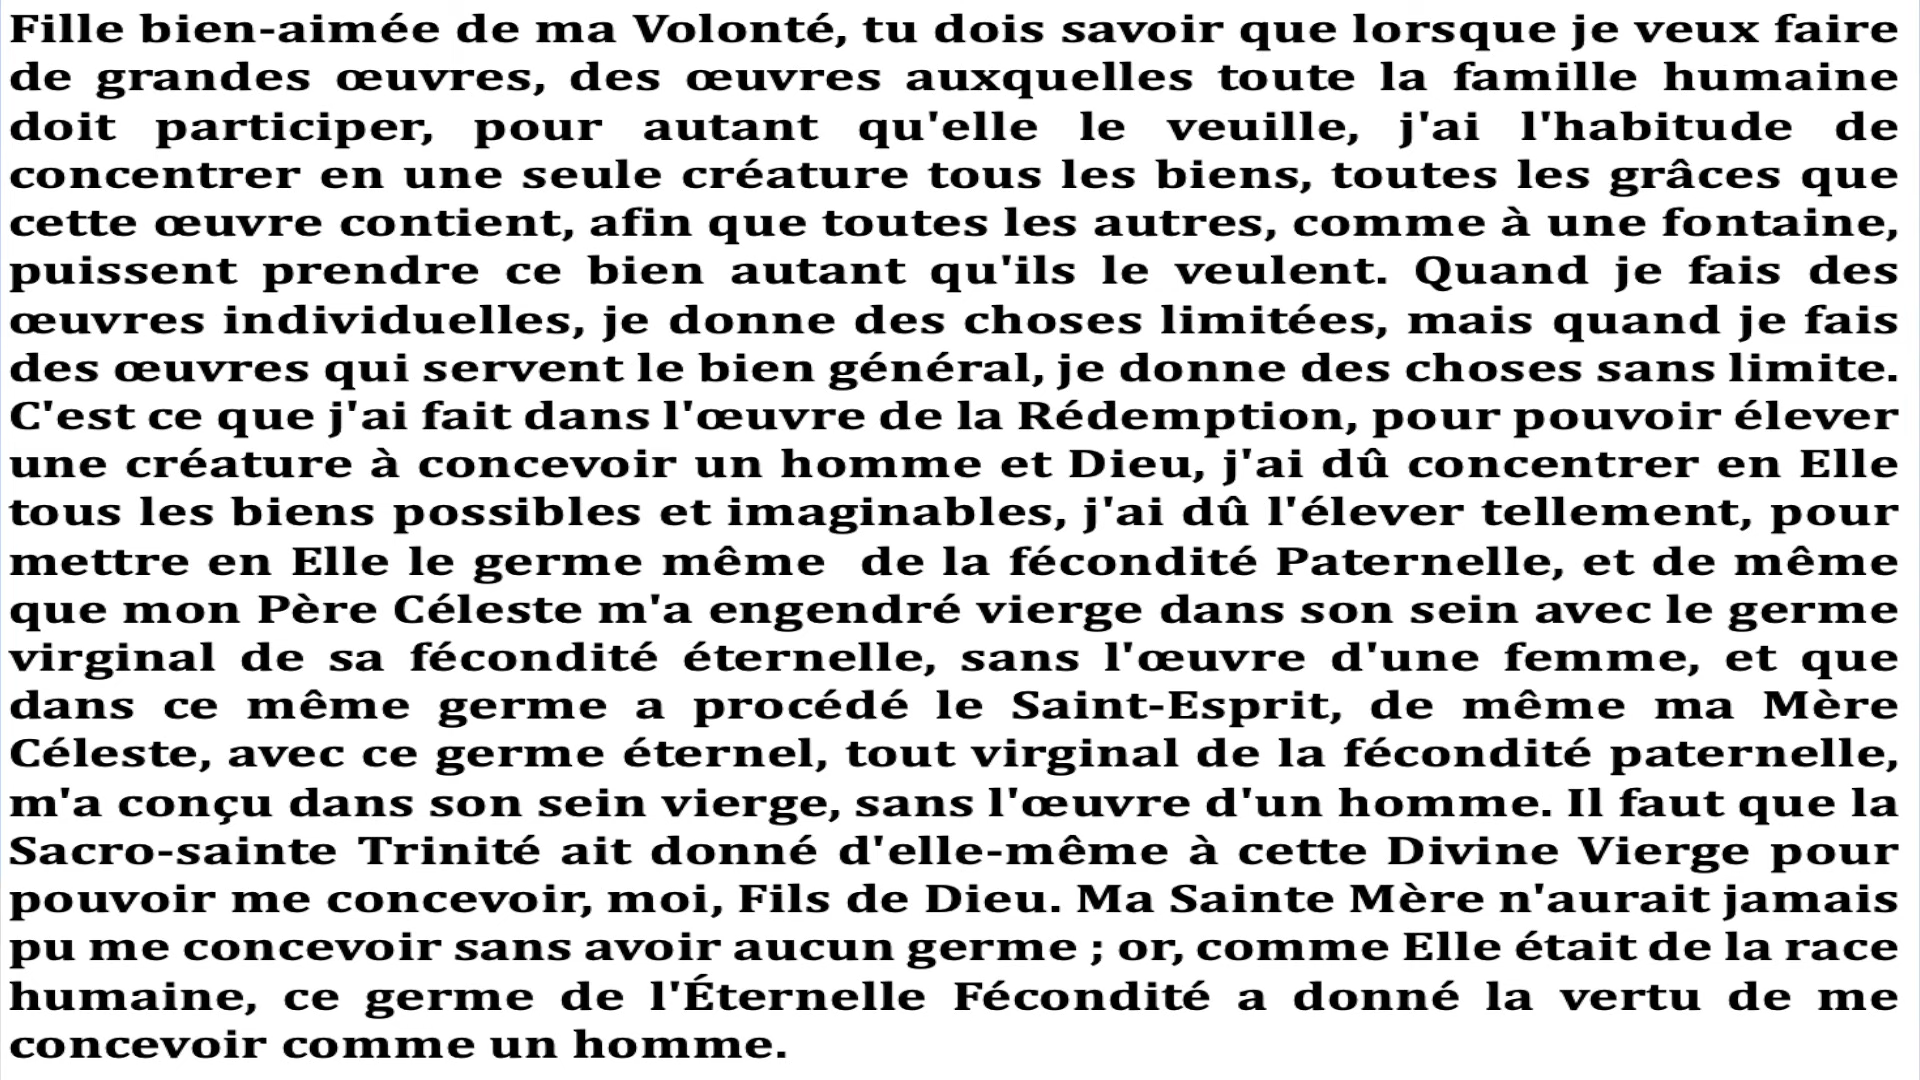 Fille bien-aimée de ma Volonté, tu dois savoir que lorsque je veux faire
de grandes œuvres, des œuvres auxquelles toute la famille humaine
doit participer, pour autant qu'elle le veuille, j'ai l'habitude de
concentrer en une seule créature tous les biens, toutes les grâces que
cette œuvre contient, afin que toutes les autres, comme à une fontaine,
puissent prendre ce bien autant qu'ils le veulent. Quand je fais des
œuvres individuelles, je donne des choses limitées, mais quand je fais
des œuvres qui servent le bien général, je donne des choses sans limite.
C'est ce que j'ai fait dans l'œuvre de la Rédemption, pour pouvoir élever
une créature à concevoir un homme et Dieu, j'ai dû concentrer en Elle
tous les biens possibles et imaginables, j'ai dû l'élever tellement, pour
mettre en Elle le germe même  de la fécondité Paternelle, et de même
que mon Père Céleste m'a engendré vierge dans son sein avec le germe
virginal de sa fécondité éternelle, sans l'œuvre d'une femme, et que
dans ce même germe a procédé le Saint-Esprit, de même ma Mère
Céleste, avec ce germe éternel, tout virginal de la fécondité paternelle,
m'a conçu dans son sein vierge, sans l'œuvre d'un homme. Il faut que la
Sacro-sainte Trinité ait donné d'elle-même à cette Divine Vierge pour
pouvoir me concevoir, moi, Fils de Dieu. Ma Sainte Mère n'aurait jamais
pu me concevoir sans avoir aucun germe ; or, comme Elle était de la race
humaine, ce germe de l'Éternelle Fécondité a donné la vertu de me
concevoir comme un homme.